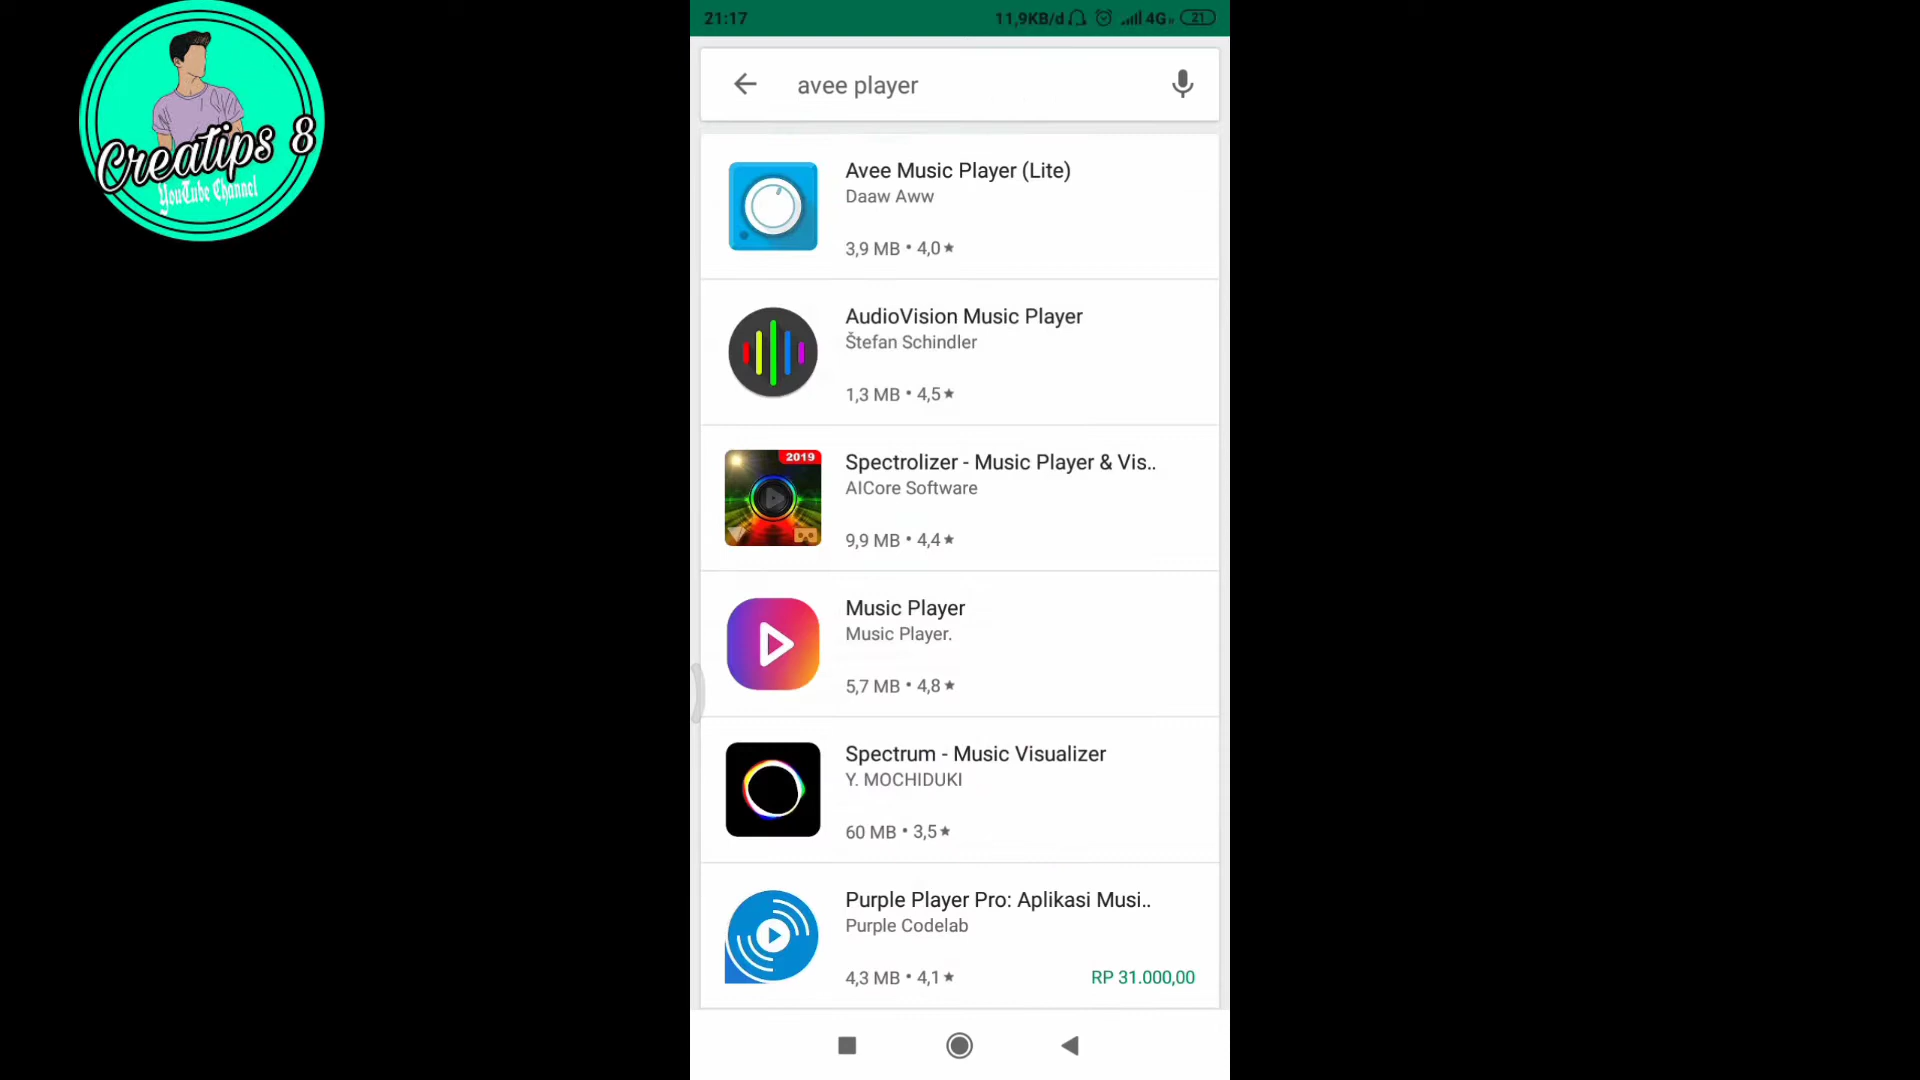 Creatips 8
YouTube Channel
21:17
11,9KB/d
4G
21
avee player
Avee Music Player (Lite)
Daaw Aww
3,9 MB • 4,0★
AudioVision Music Player
Štefan Schindler
1,3 MB • 4,5★
2019
Spectrolizer - Music Player & Vis..
AICore Software
9,9 MB • 4,4★
Music Player
Music Player.
5,7 MB • 4,8★
Spectrum - Music Visualizer
Y. MOCHIDUKI
60 MB • 3,5★
Purple Player Pro: Aplikasi Musi..
Purple Codelab
4,3 MB • 4,1★
RP 31.000,00